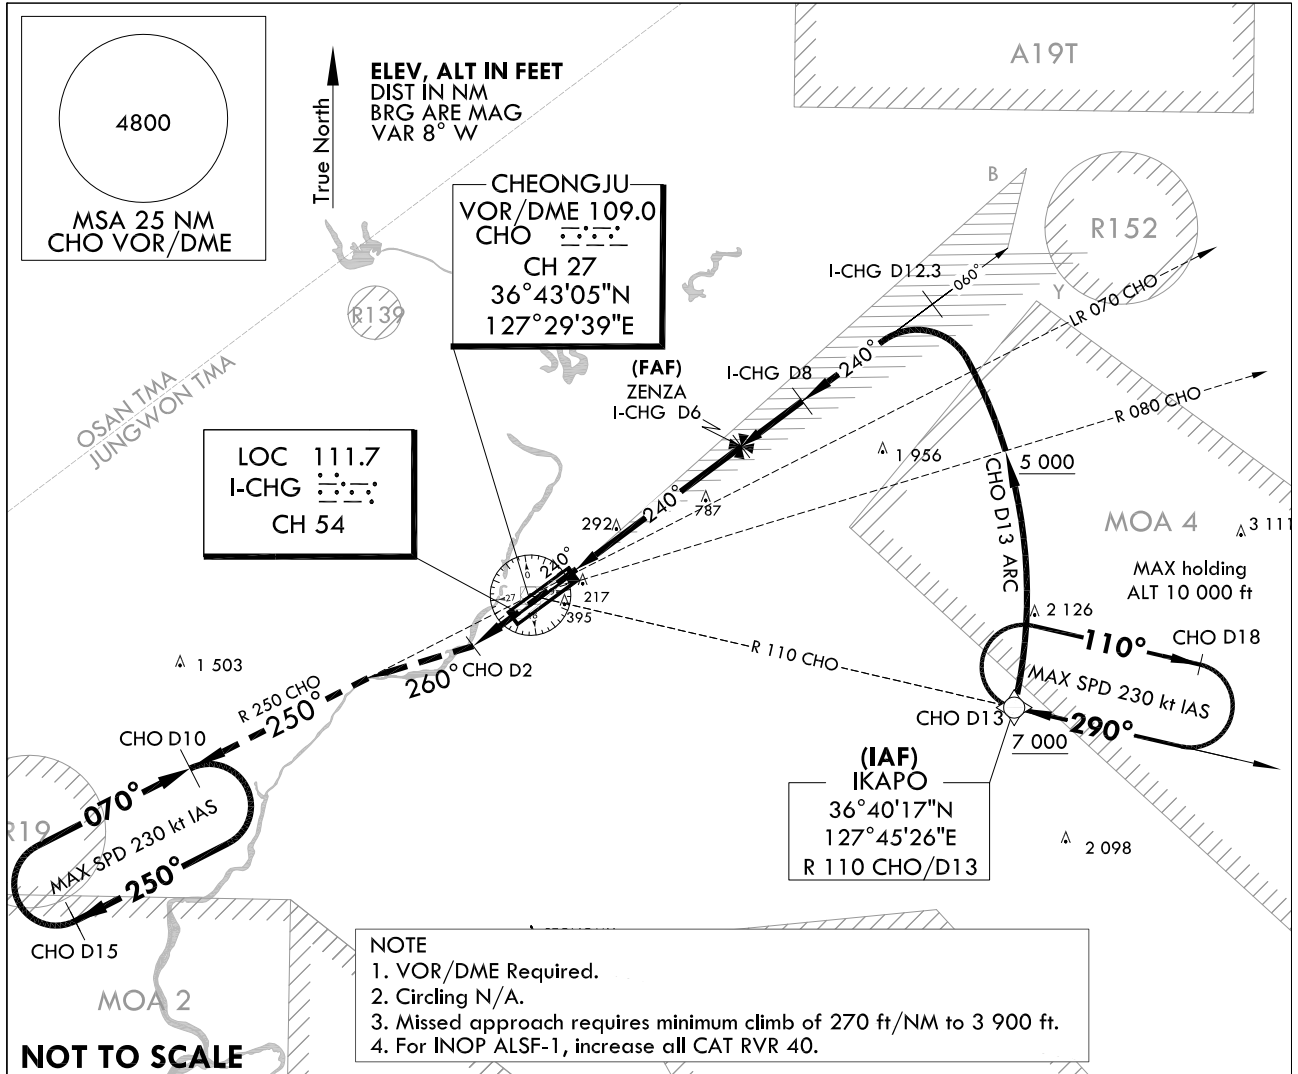 4800
MSA 25 NM
CHO VOR/DME
True North
ELEV, ALT IN FEET
DIST IN NM
BRG ARE MAG
VAR 8° W
A19T
CHEONGJU
VOR/DME 109.0
CHO
CH 27
36°43'05"N
127°29'39"E
B
R152
Y
I-CHG D12.3
060°
LR 070 CHO
R139
OSAN TMA
JUNGWON TMA
(FAF)
ZENZA
I-CHG D6
I-CHG D8
240°
R 080 CHO
LOC 111.7
I-CHG
CH 54
1 956
5 000
CHO D13 ARC
MOA 4
3 111
MAX holding
ALT 10 000 ft
240°
787
292
240°
0
27
217
395
2 126
110°
CHO D18
MAX SPD 230 kt IAS
290°
R 110 CHO
CHO D13
7 000
1 503
CHO D2
260°
R 250 CHO
250°
CHO D10
070°
MAX SPD 230 kt IAS
250°
R19
CHO D15
(IAF)
IKAPO
36°40'17"N
127°45'26"E
R 110 CHO/D13
2 098
MOA 2
NOT TO SCALE
NOTE
1. VOR/DME Required.
2. Circling N/A.
3. Missed approach requires minimum climb of 270 ft/NM to 3 900 ft.
4. For INOP ALSF-1, increase all CAT RVR 40.